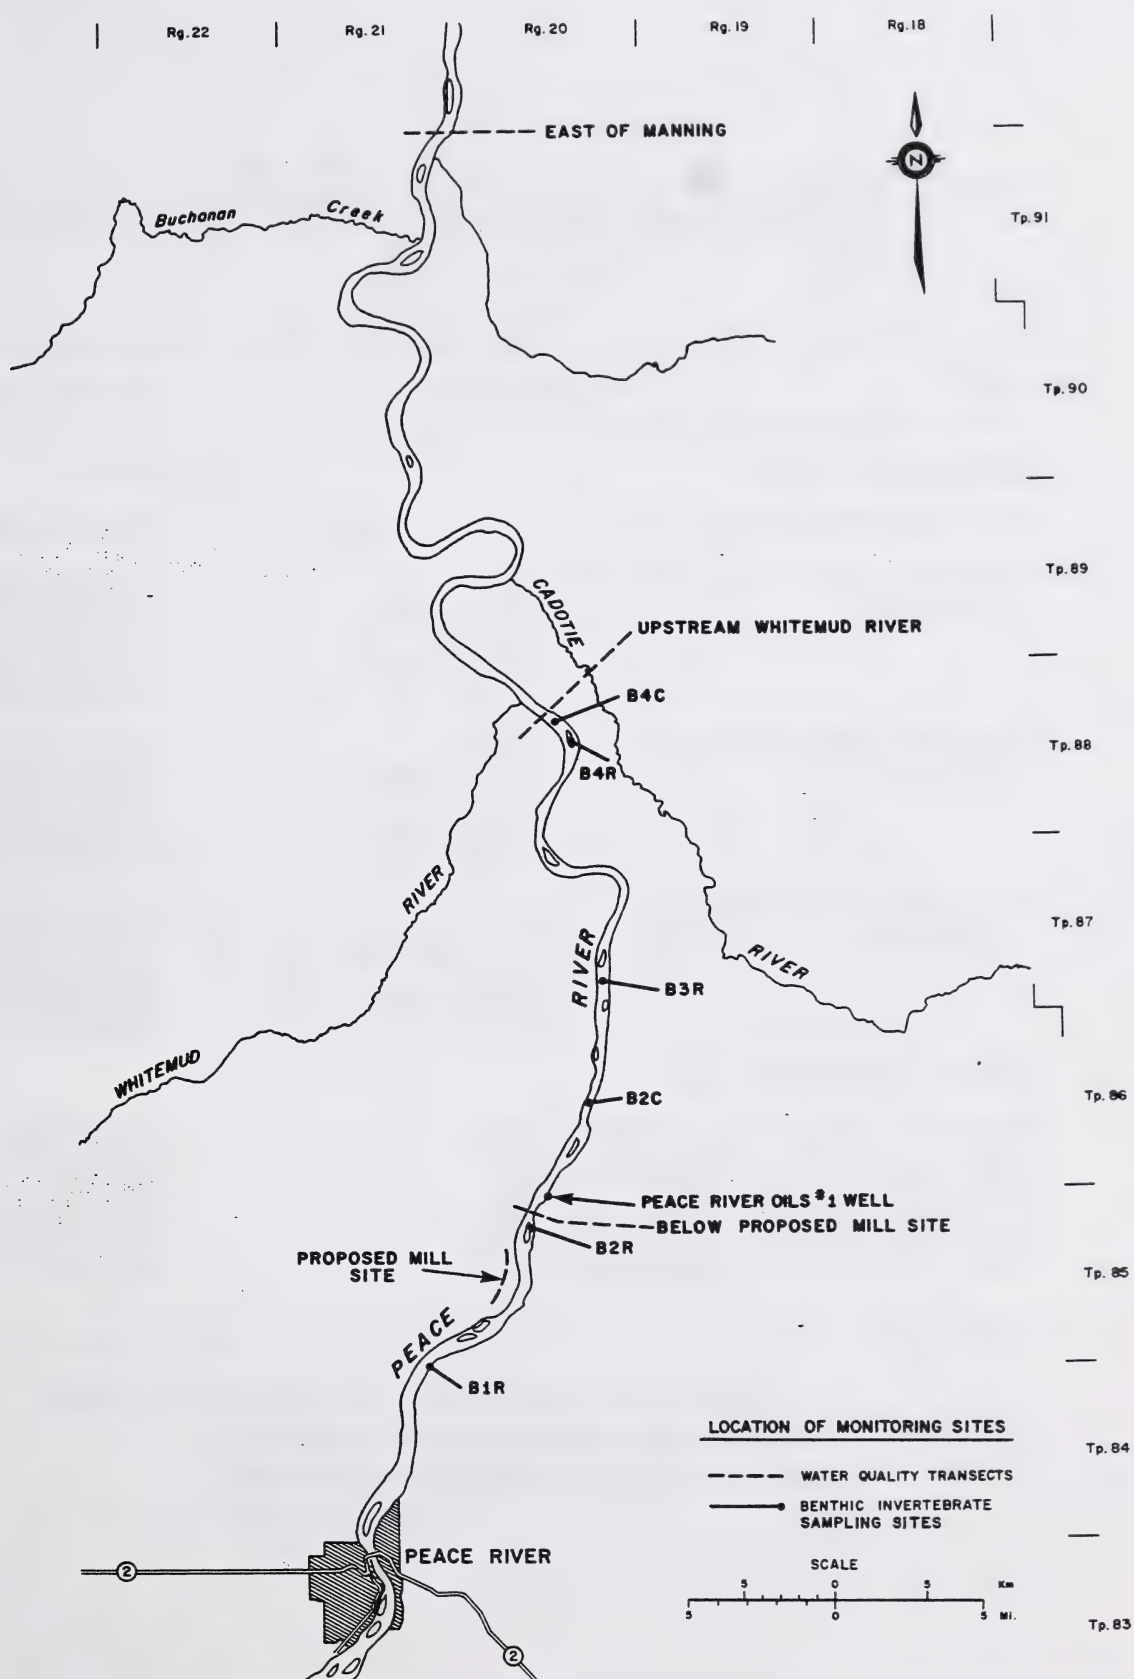 Rg. 22
Rg. 21
Rg. 20
Rg. 19
Rg. 18
EAST OF MANNING
N
Buchanan Creek
Tp. 91
Tp. 90
Tp. 89
CADOTIE
UPSTREAM WHITEMUD RIVER
B4C
Tp. 88
B4R
RIVER
Tp. 87
RIVER
RIVER
B3R
WHITEMUD
B2C
Tp. 86
PEACE RIVER OILS #1 WELL
BELOW PROPOSED MILL SITE
B2R
PROPOSED MILL
SITE
Tp. 85
PEACE
B1R
LOCATION OF MONITORING SITES
Tp. 84
WATER QUALITY TRANSECTS
BENTHIC INVERTEBRATE
SAMPLING SITES
PEACE RIVER
2
SCALE
5 0 5 Km
5 0 5 Mi.
Tp. 83
2